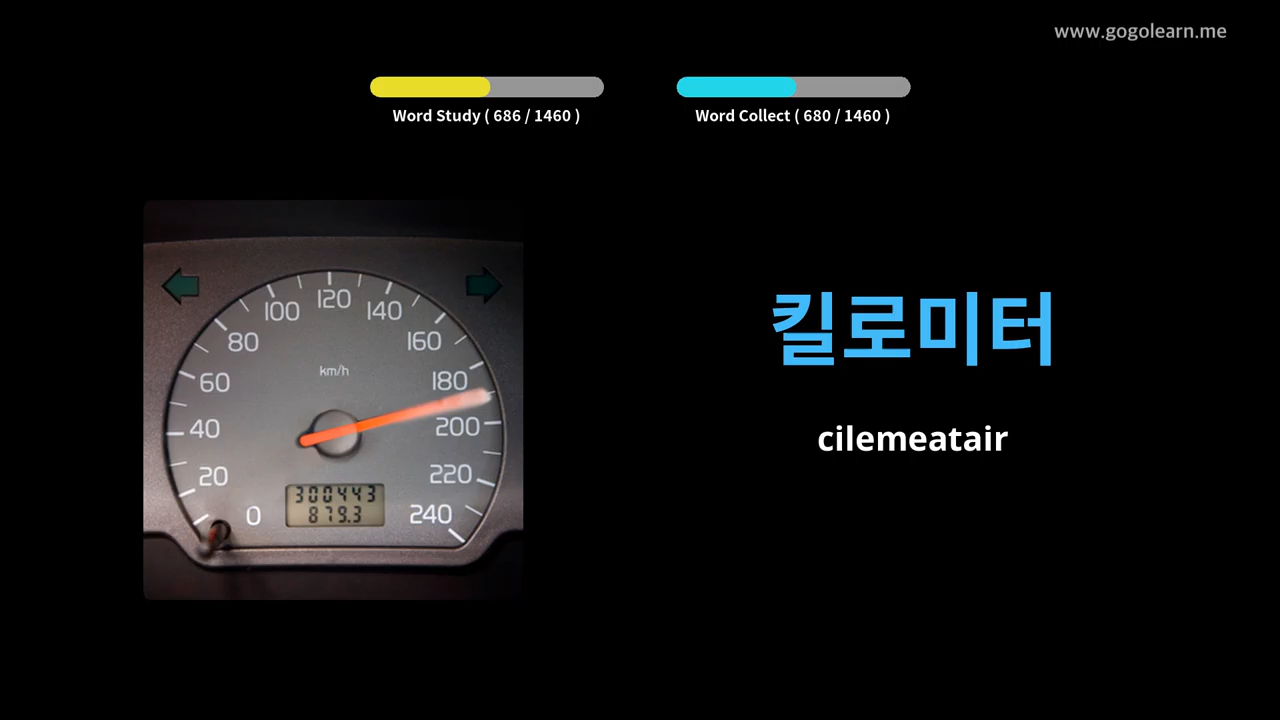 www.gogolearn.me
Word Study ( 686 / 1460 )
Word Collect ( 680 / 1460 )
120
100
140
80
160
km/h
60
180
킬로미터
40
200
cilemeatair
20
220
300443
0
879.3
240